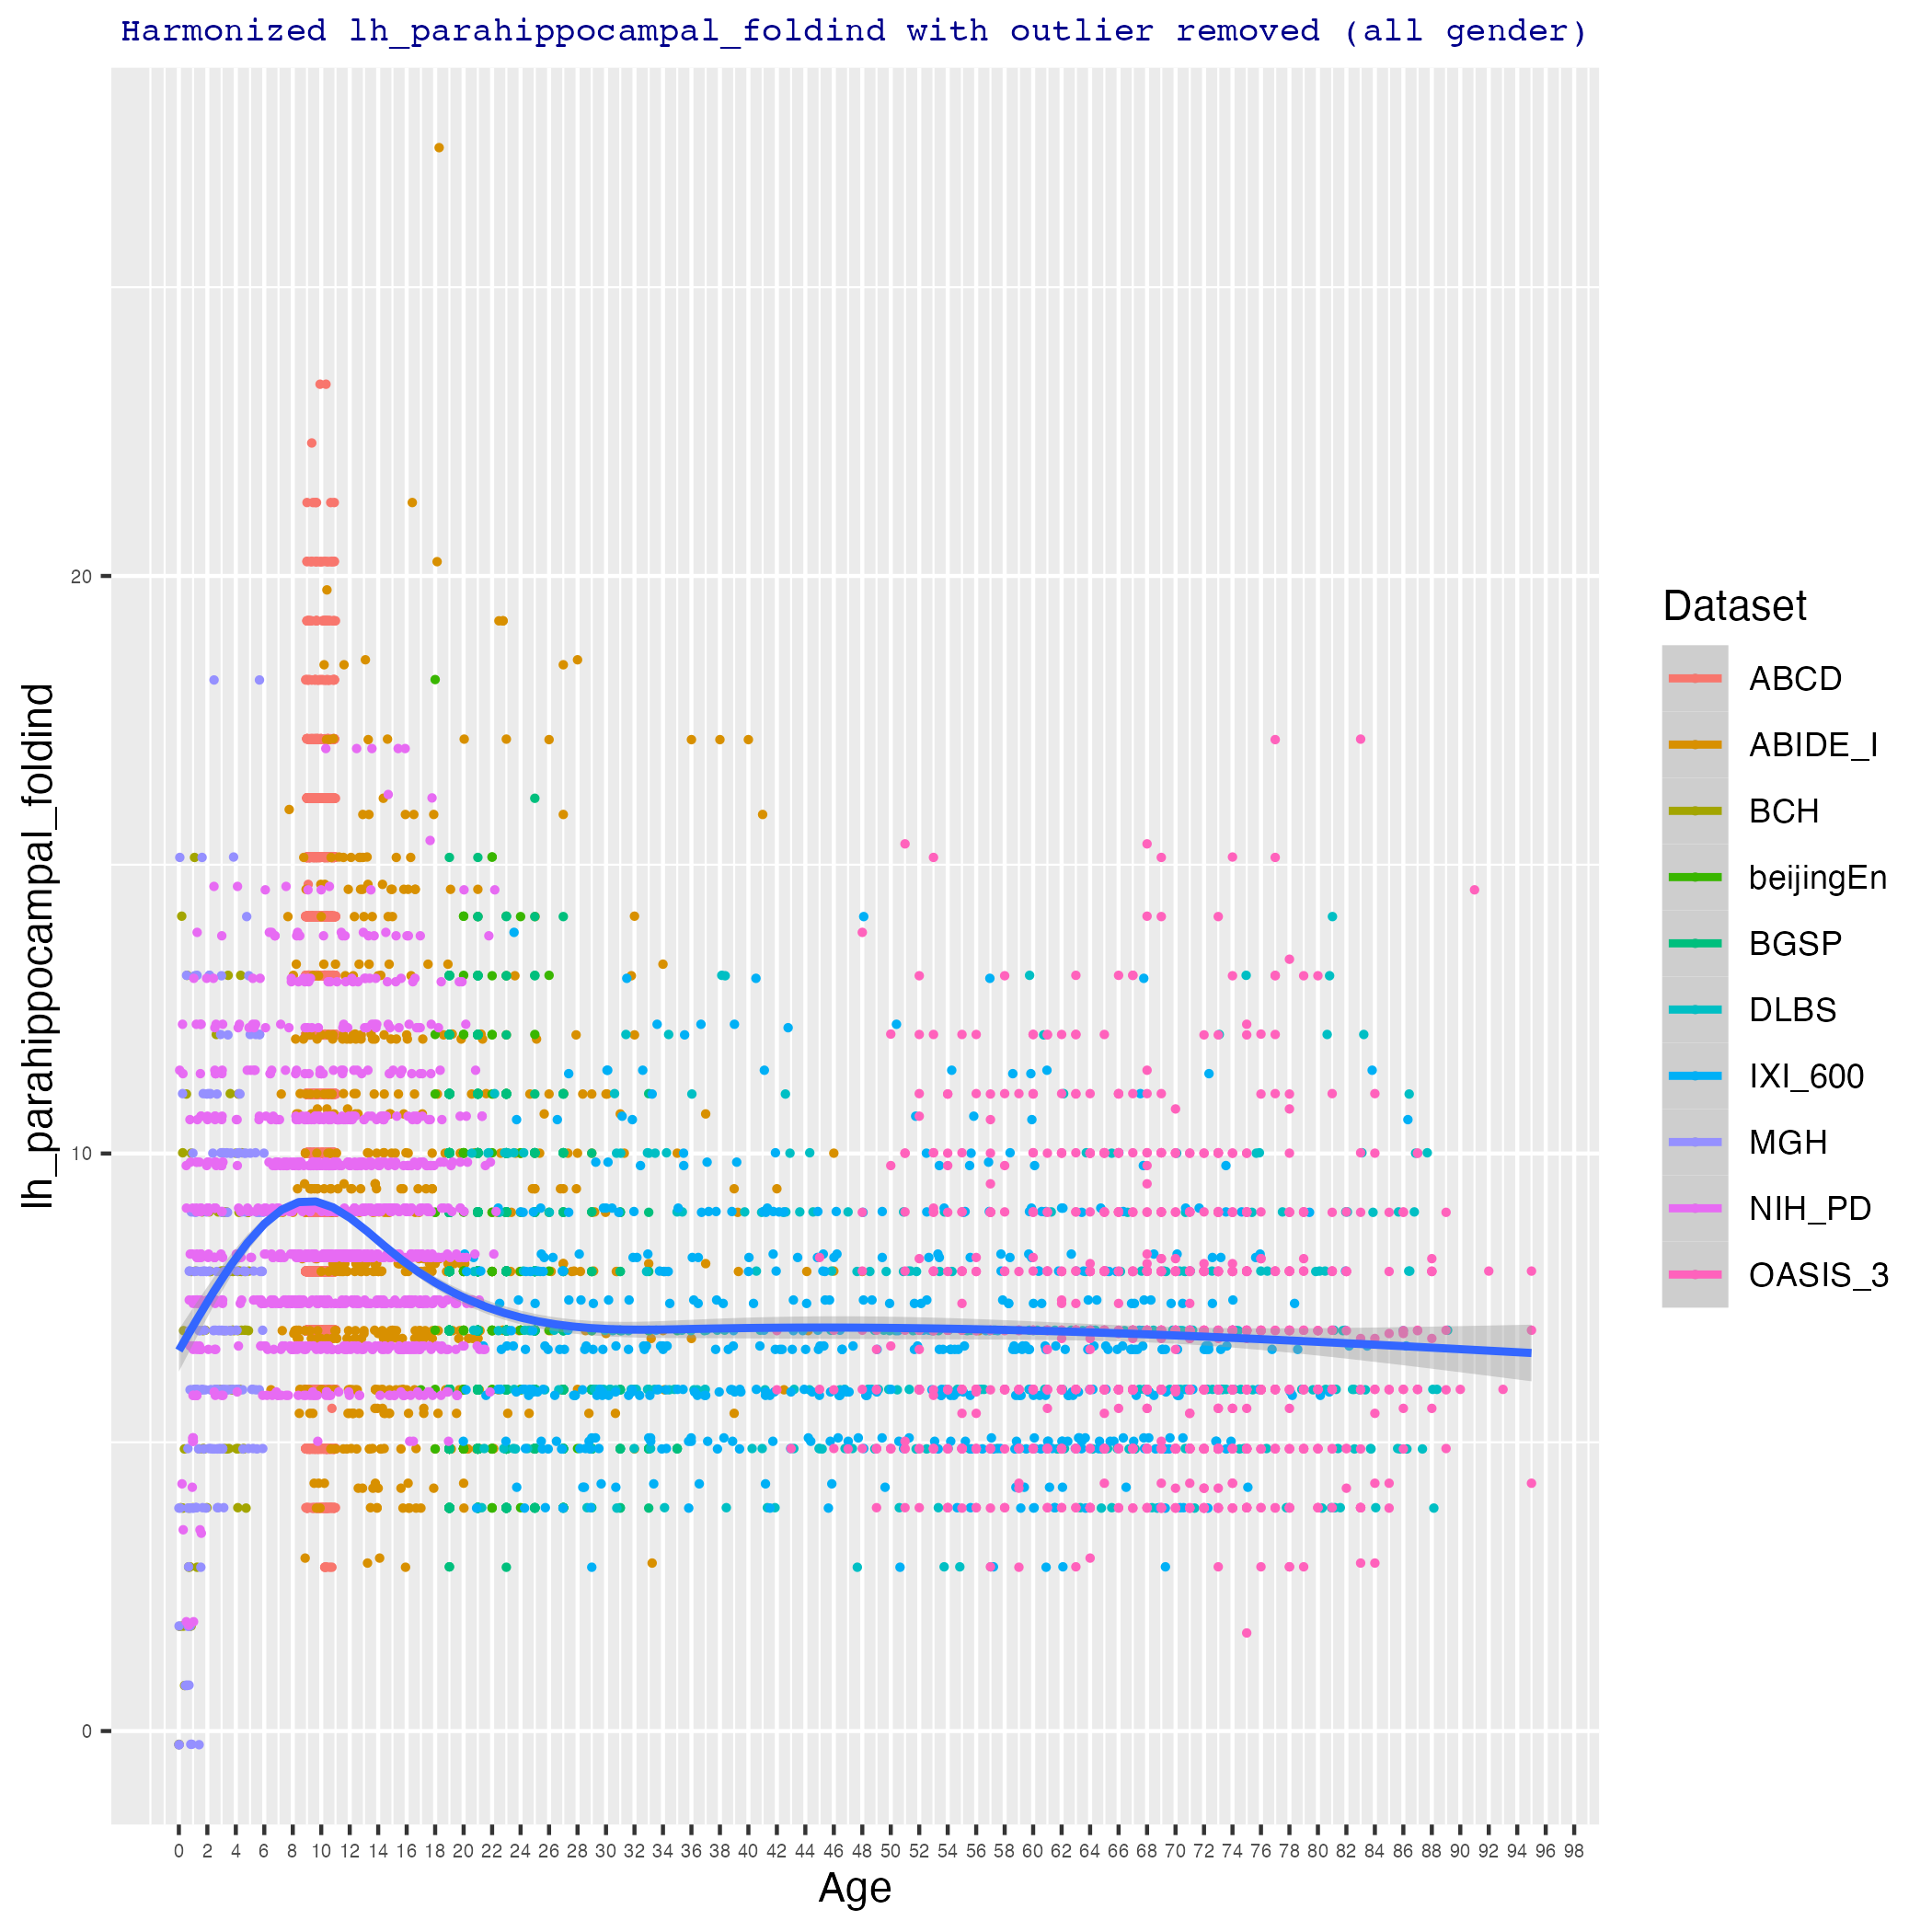 Harmonized lh_parahippocampal_foldind with outlier removed (all gender)
lh_parahippocampal_foldind
20
10
0
0 2 4 6 8 10 12 14 16 18 20 22 24 26 28 30 32 34 36 38 40 42 44 46 48 50 52 54 56 58 60 62 64 66 68 70 72 74 76 78 80 82 84 86 88 90 92 94 96 98
Age
Dataset
ABCD
ABIDE_I
BCH
beijingEn
BGSP
DLBS
IXI_600
MGH
NIH_PD
OASIS_3